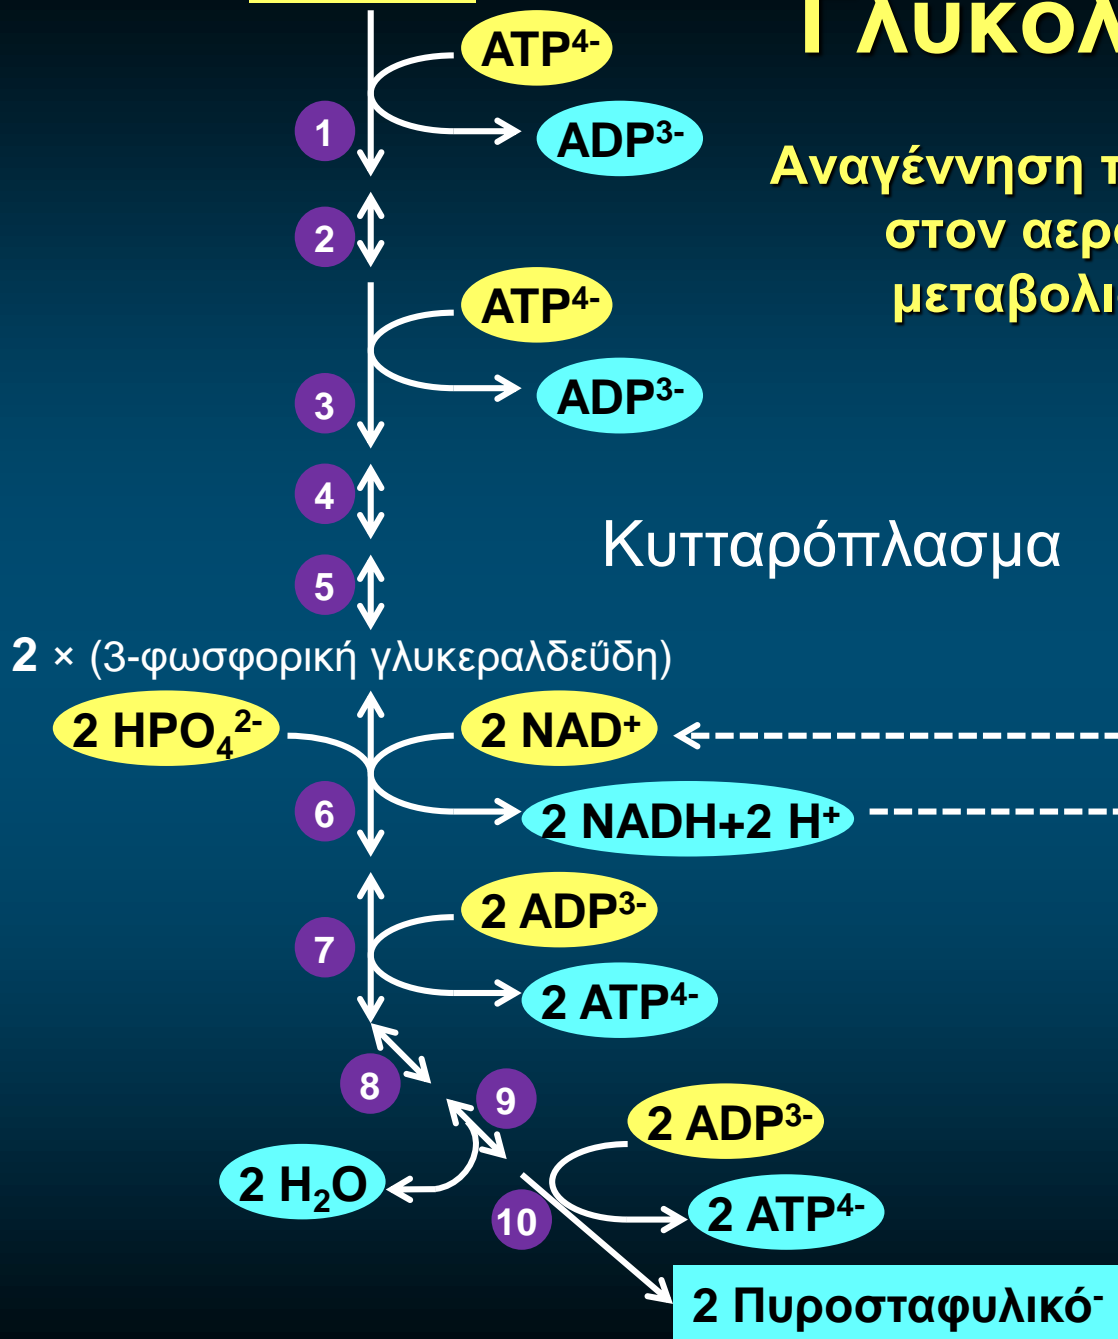 ATP4-
ADP3-
1
2
ATP4-
ADP3-
3
4
5
Κυτταρόπλασμα
2 × (3-φωσφορική γλυκεραλδεΰδη)
2 HPO42-
2 NAD+
6
2 NADH+2 H+
2 ADP3-
7
2 ATP4-
8
9
2 ADP3-
2 H2O
10
2 ATP4-
2 Πυροσταφυλικό-
Αναγέννηση
στον